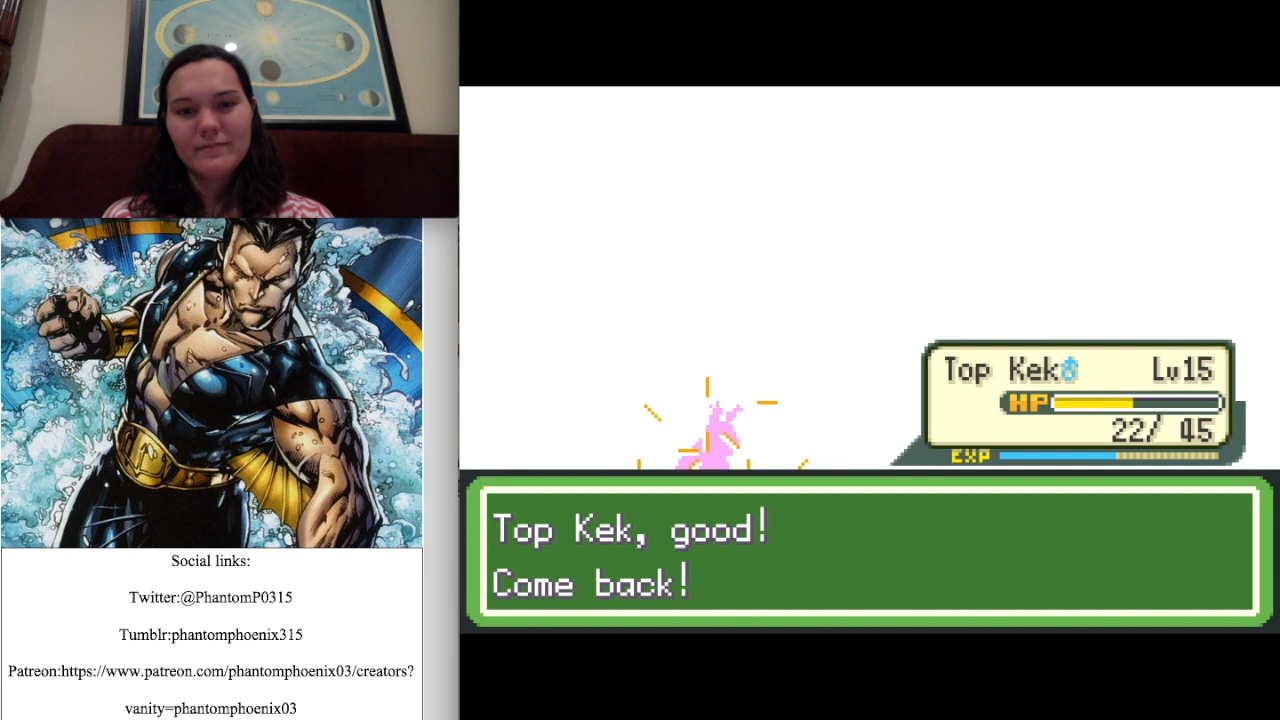 Social links:
Twitter:@PhantomP0315
Tumblr:phantomphoenix315
Patreon:https://www.patreon.com/phantomphoenix03/creators?
vanity=phantomphoenix03
Top Kek♂ Lv15
HP
22/ 45
EXP
Top Kek, good!
Come back!